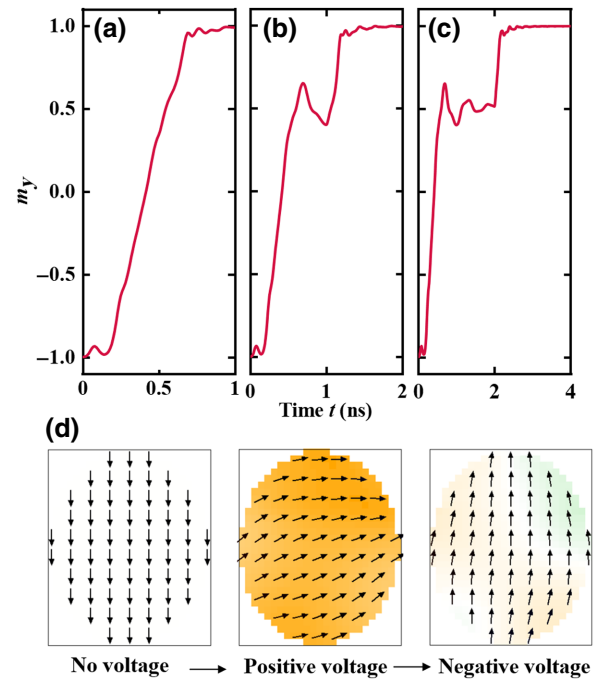 (a) (b) (c)
1.0
0.5
0.0
−0.5
−1.0
my
0 0.5 1 0 1 2 0 2 4
Time t (ns)
(d)
No voltage Positive voltage Negative voltage